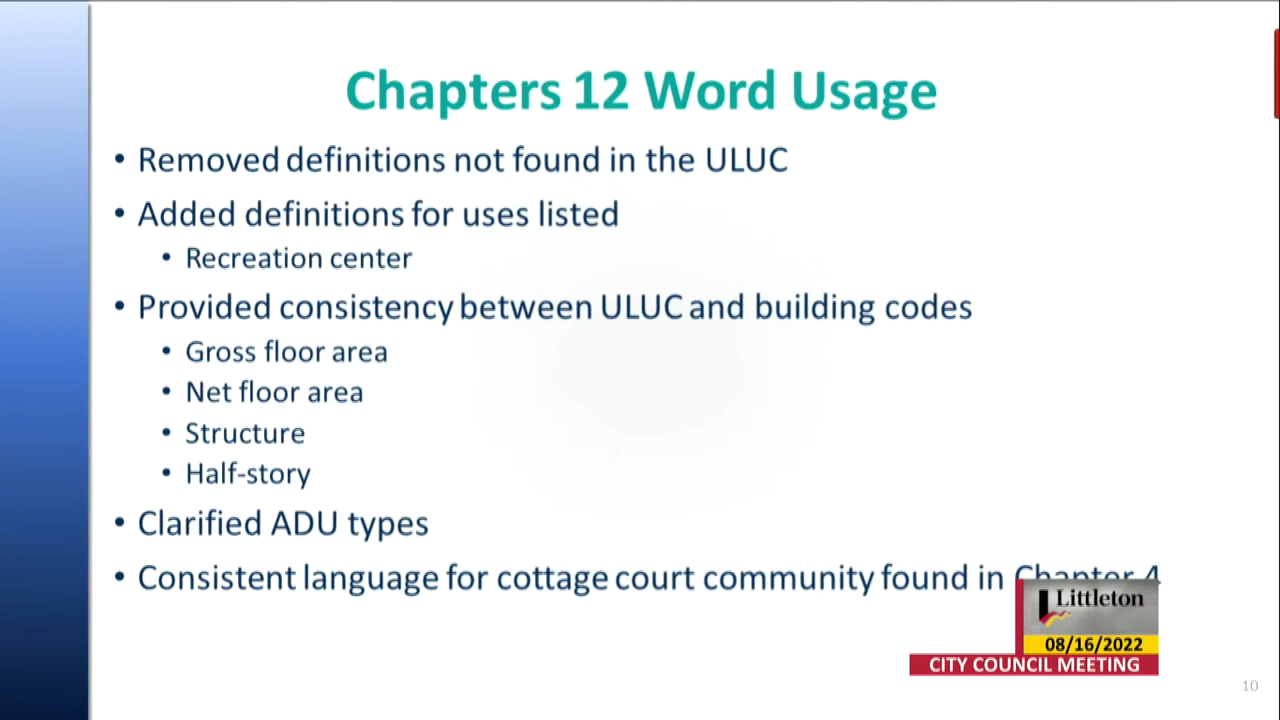 Chapters 12 Word Usage
• Removed definitions not found in the ULUC
• Added definitions for uses listed
• Recreation center
• Provided consistency between ULUC and building codes
• Gross floor area
• Net floor area
• Structure
• Half-story
• Clarified ADU types
• Consistent language for cottage court community found in Chapter 4
Littleton
08/16/2022
CITY COUNCIL MEETING
10